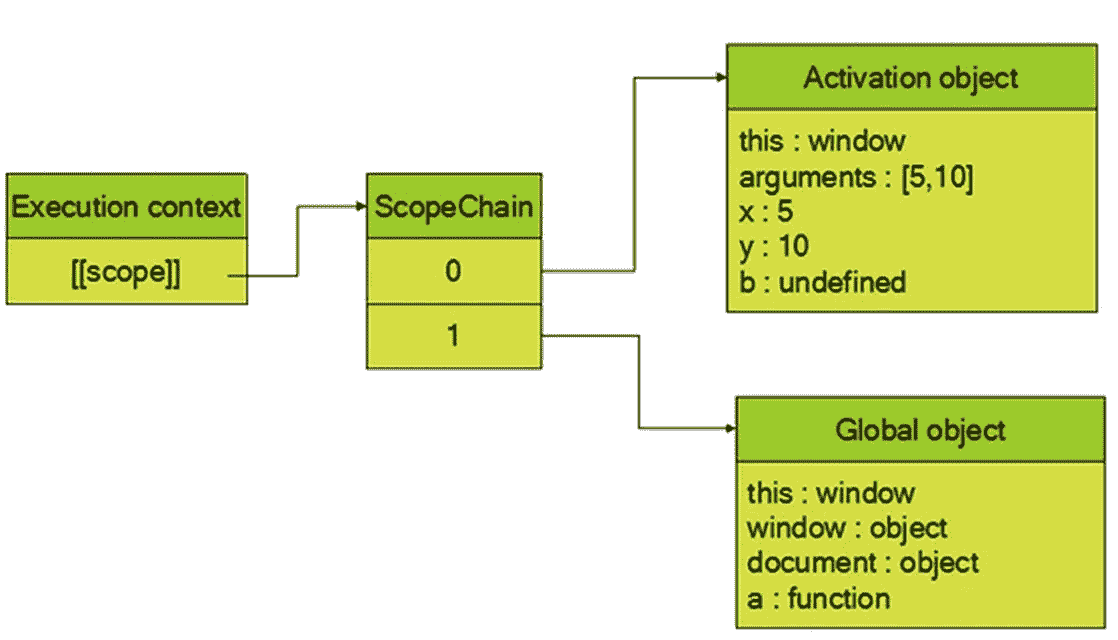 Execution context
[[scope]]
ScopeChain
0
1
Activation object
this : window
arguments : [5,10]
x : 5
y : 10
b : undefined
Global object
this : window
window : object
document : object
a : function